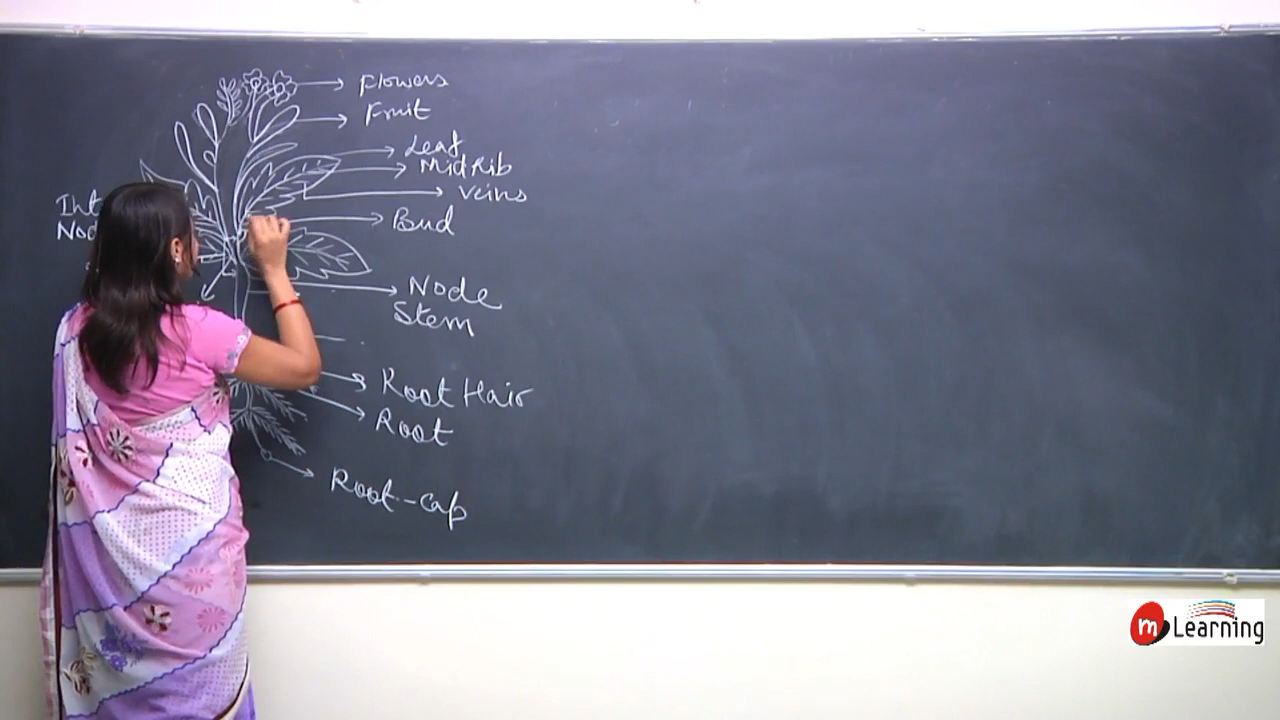 Flowers
Fruit
Leaf
MidRib
Veins
Bud
Node
Stem
Root Hair
Root
Root-cap
m Learning